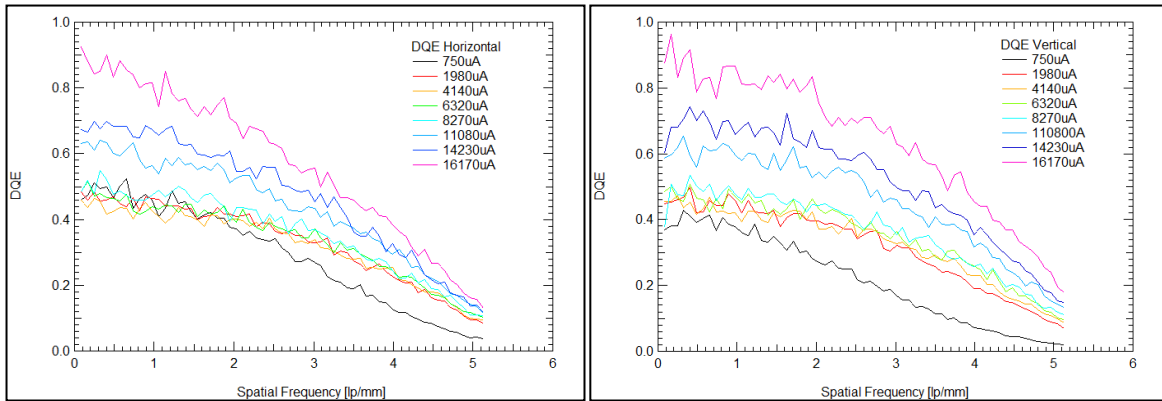 1.0
0.8
0.6
0.4
0.2
0.0
DQE
DQE Horizontal
750uA
1980uA
4140uA
6320uA
8270uA
11080uA
14230uA
16170uA
0 1 2 3 4 5 6
Spatial Frequency [lp/mm]
1.0
0.8
0.6
0.4
0.2
0.0
DQE
DQE Vertical
750uA
1980uA
4140uA
6320uA
8270uA
110800A
14230uA
16170uA
0 1 2 3 4 5 6
Spatial Frequency [lp/mm]